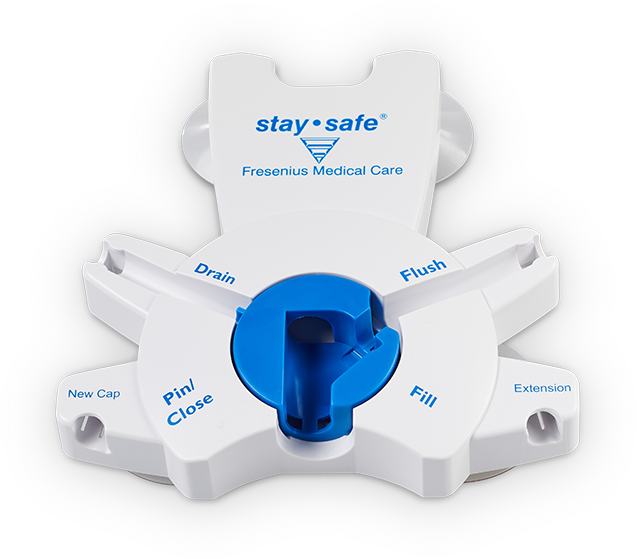 stay•safe®
Fresenius Medical Care
Drain
Flush
New Cap
Pin/
Close
Fill
Extension